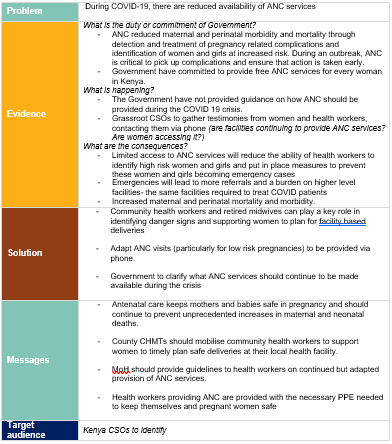 Problem
During COVID-19, there are reduced availability of ANC services
Evidence
What is the duty or commitment of Government?
- ANC reduced maternal and perinatal morbidity and mortality through
detection and treatment of pregnancy related complications and
identification of women and girls at increased risk. During an outbreak, ANC
is critical to pick up complications and ensure that action is taken early.
- Government have committed to provide free ANC services for every woman
in Kenya.
What is happening?
- The Government have not provided guidance on how ANC should be
provided during the COVID 19 crisis.
- Grassroot CSOs to gather testimonies from women and health workers,
contacting them via phone (are facilities continuing to provide ANC services?
Are women accessing it?)
What are the consequences?
- Limited access to ANC services will reduce the ability of health workers to
identify high risk women and girls and put in place measures to prevent
these women and girls becoming emergency cases
- Emergencies will lead to more referrals and a burden on higher level
facilities- the same facilities required to treat COVID patients
- Increased maternal and perinatal mortality and morbidity.
Solution
- Community health workers and retired midwives can play a key role in
identifying danger signs and supporting women to plan for facility based
deliveries
- Adapt ANC visits (particularly for low risk pregnancies) to be provided via
phone.
- Government to clarify what ANC services should continue to be made
available during the crisis
Messages
- Antenatal care keeps mothers and babies safe in pregnancy and should
continue to prevent unprecedented increases in maternal and neonatal
deaths.
- County CHMTs should mobilise community health workers to support
women to timely plan safe deliveries at their local health facility.
- MoH should provide guidelines to health workers on continued but adapted
provision of ANC services.
- Health workers providing ANC are provided with the necessary PPE needed
to keep themselves and pregnant women safe
Target
audience
Kenya CSOs to identify